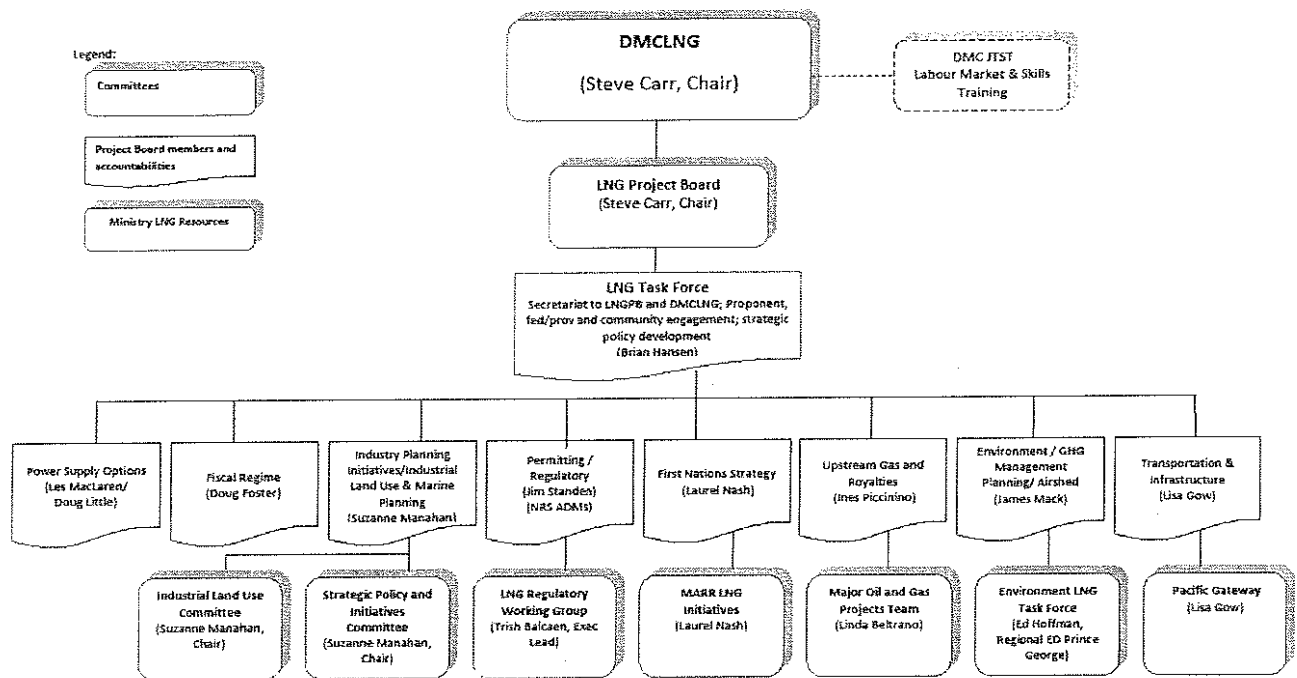 DMCLNG
(Steve Carr, Chair)
DMC JTST
Labour Market & Skills
Training
Legend:
Committees
Project Board members and
accountabilities
Ministry LNG Resources
LNG Project Board
(Steve Carr, Chair)
LNG Task Force
Secretariat to LNGPB and DMCLNG; Proponent,
fed/prov and community engagement; strategic
policy development
(Brian Hansen)
Power Supply Options
(Les MacLaren/
Doug Little)
Fiscal Regime
(Doug Foster)
Industry Planning
Initiatives/Industrial
Land Use & Marine
Planning
(Suzanne Manahan)
Permitting /
Regulatory
(Jim Standen)
(NRS ADMs)
First Nations Strategy
(Laurel Nash)
Upstream Gas and
Royalties
(Ines Piccinino)
Environment / GHG
Management
Planning/ Airshed
(James Mack)
Transportation &
Infrastructure
(Lisa Gow)
Industrial Land Use
Committee
(Suzanne Manahan,
Chair)
Strategic Policy and
Initiatives
Committee
(Suzanne Manahan,
Chair)
LNG Regulatory
Working Group
(Trish Balcaen, Exec
Lead)
MARR LNG
Initiatives
(Laurel Nash)
Major Oil and Gas
Projects Team
(Linda Beltrano)
Environment LNG
Task Force
(Ed Hoffman,
Regional ED Prince
George)
Pacific Gateway
(Lisa Gow)